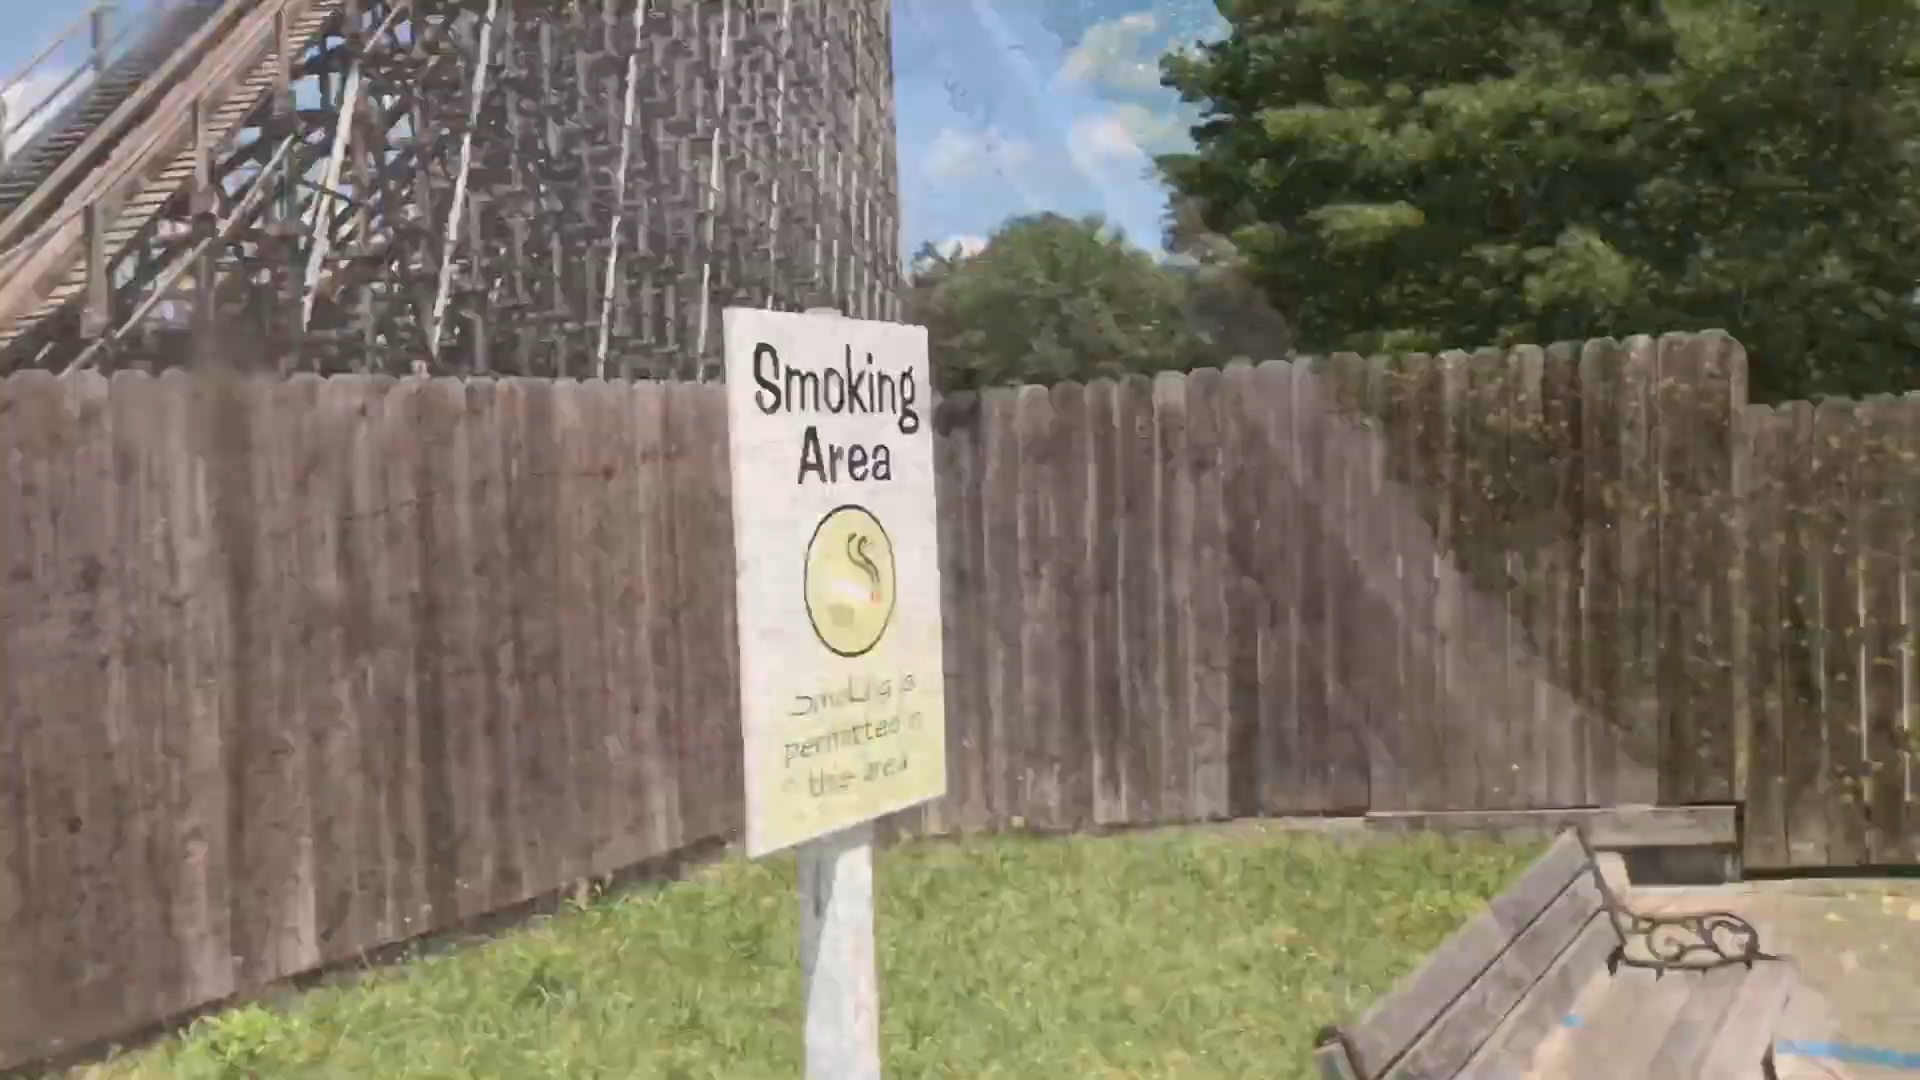 Smoking
Area
Smoking is
permitted in
this area